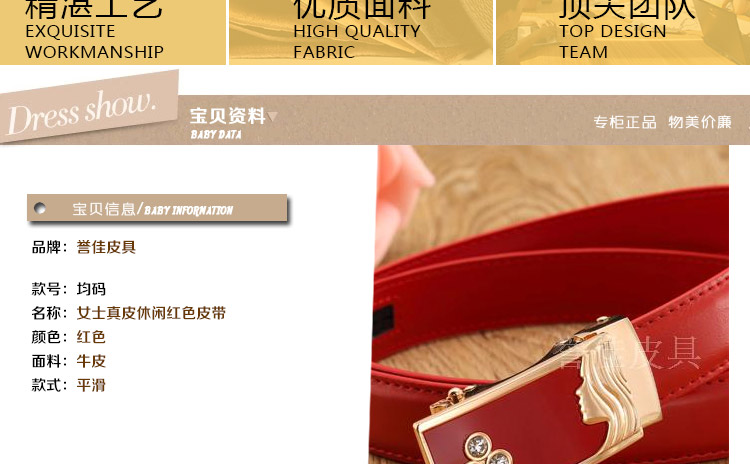 精湛工艺
EXQUISITE
WORKMANSHIP
优质面料
HIGH QUALITY
FABRIC
顶尖团队
TOP DESIGN
TEAM
Dress show.
宝贝资料
BABY DATA
专柜正品 物美价廉
宝贝信息/BABY INFORNATION
品牌：誉佳皮具
款号：均码
名称：女士真皮休闲红色皮带
颜色：红色
面料：牛皮
款式：平滑
誉佳皮具